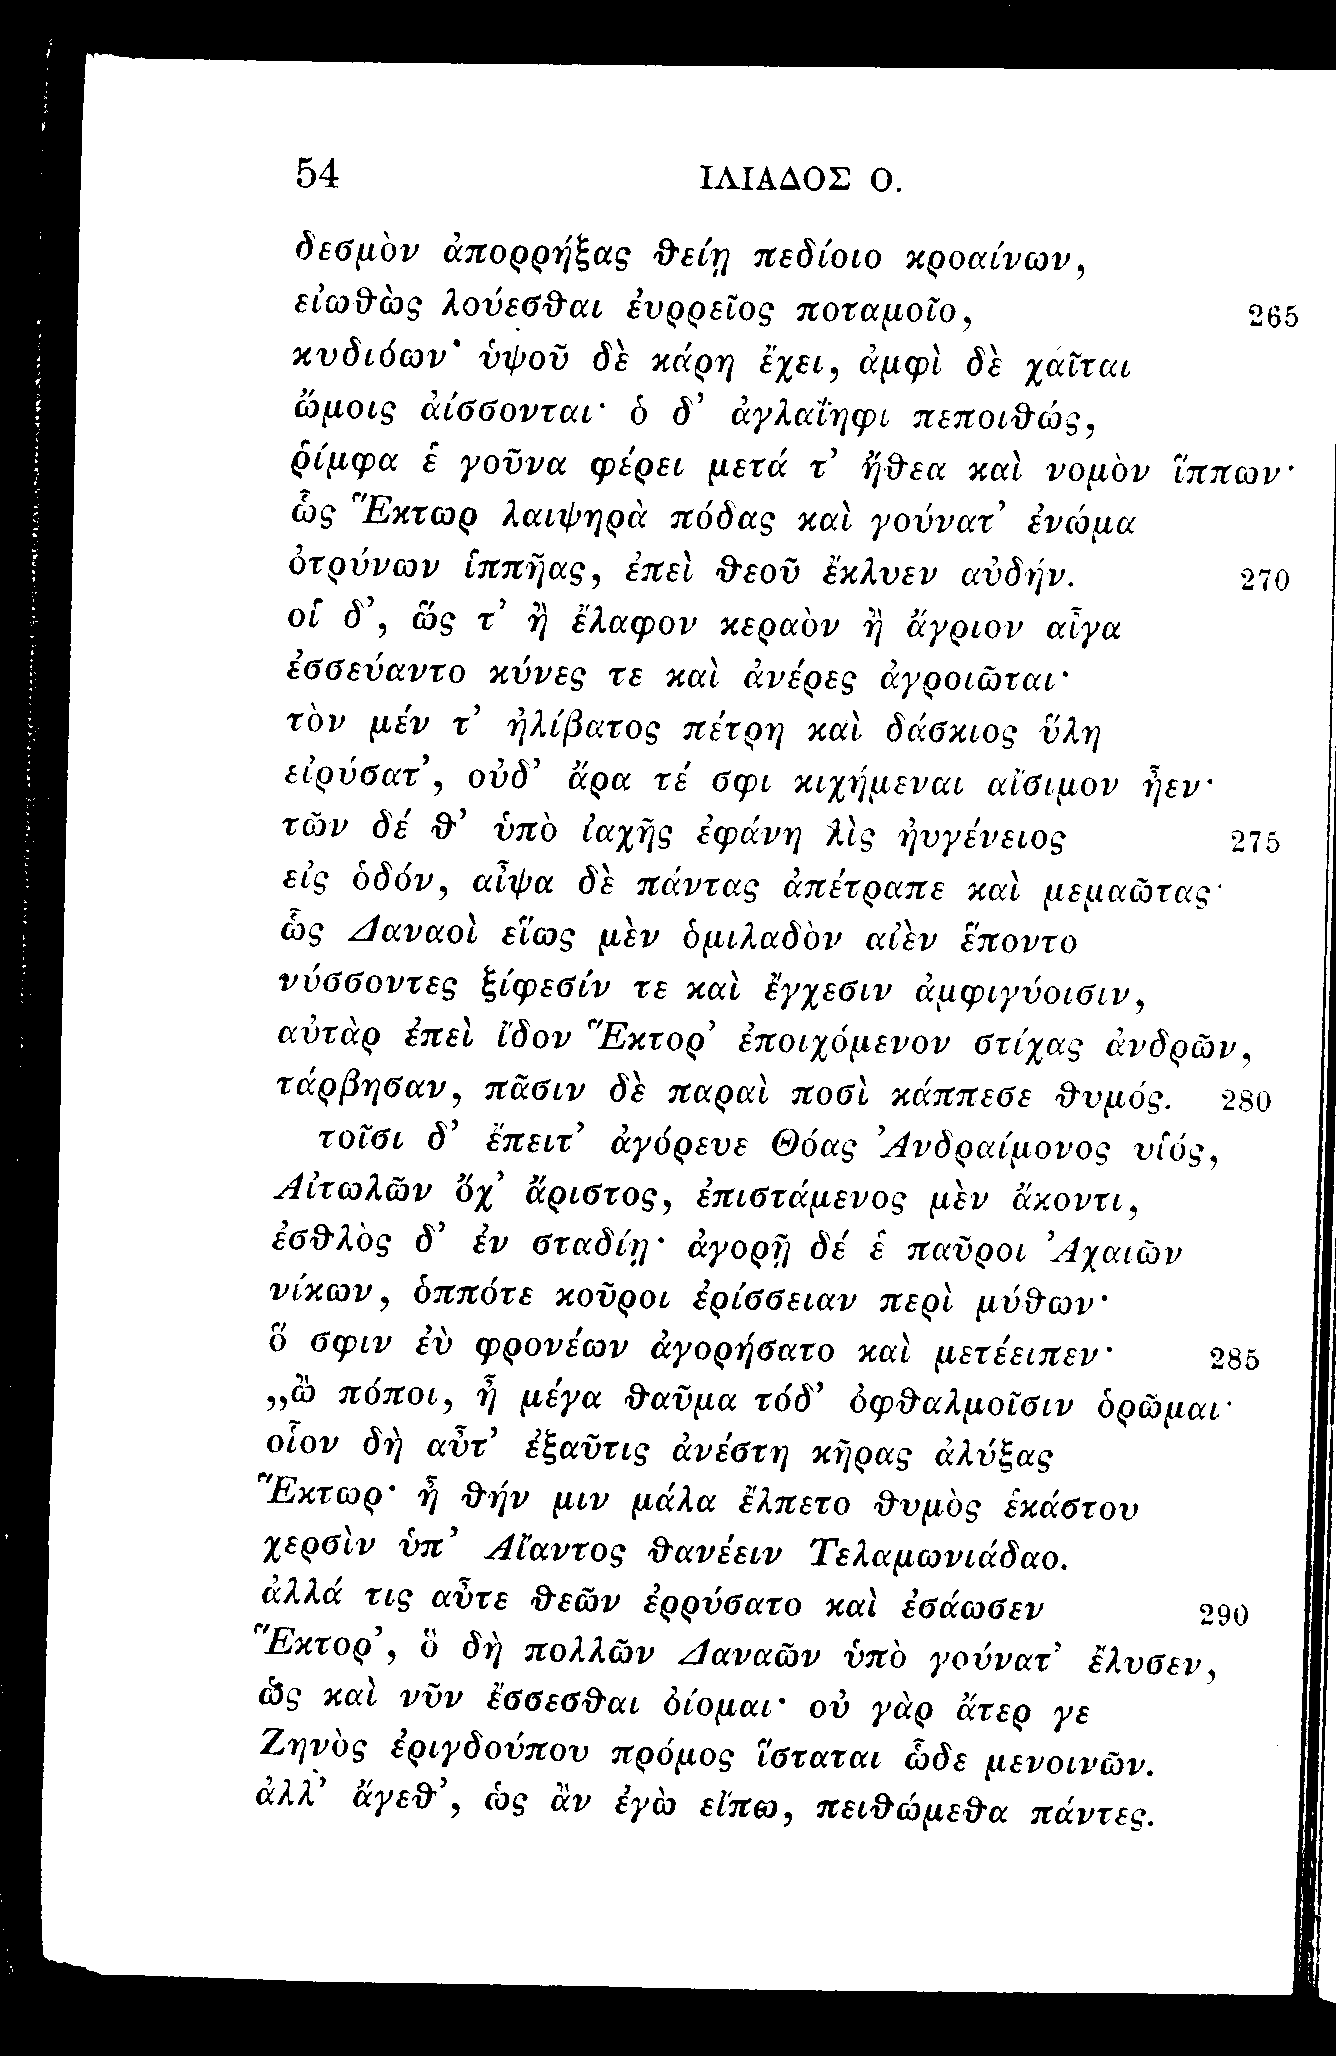 54 ΙΛΙΑΔΟΣ Ο.
δεσμὸν ἀπορρήξας θείῃ πεδίοιο κροαίνων,
εἰωθὼς λούεσθαι ἐυρρεῖος ποταμοῖο, 265
κυδιόων· ὑψοῦ δὲ κάρη ἔχει, ἀμφὶ δὲ χαῖται
ὤμοις ἀίσσονται· ὁ δ’ ἀγλαΐηφι πεποιθώς,
ῥίμφα ἑ γοῦνα φέρει μετά τ’ ἤθεα καὶ νομὸν ἵππων·
ὣς Ἕκτωρ λαιψηρὰ πόδας καὶ γούνατ’ ἐνώμα
ὀτρύνων ἱππῆας, ἐπεὶ θεοῦ ἔκλυεν αὐδήν. 270
οἱ δ’, ὥς τ’ ἢ ἔλαφον κεραὸν ἢ ἄγριον αἶγα
ἐσσεύαντο κύνες τε καὶ ἀνέρες ἀγροιῶται·
τὸν μέν τ’ ἠλίβατος πέτρη καὶ δάσκιος ὕλη
εἰρύσατ’, οὐδ’ ἄρα τέ σφι κιχήμεναι αἴσιμον ἦεν·
τῶν δέ θ’ ὑπὸ ἰαχῆς ἐφάνη λὶς ἠυγένειος 275
εἰς ὁδόν, αἶψα δὲ πάντας ἀπέτραπε καὶ μεμαῶτας·
ὣς Δαναοὶ εἵως μὲν ὁμιλαδὸν αἰὲν ἕποντο
νύσσοντες ξίφεσίν τε καὶ ἔγχεσιν ἀμφιγύοισιν,
αὐτὰρ ἐπεὶ ἴδον Ἕκτορ’ ἐποιχόμενον στίχας ἀνδρῶν,
τάρβησαν, πᾶσιν δὲ παραὶ ποσὶ κάππεσε θυμός. 280
τοῖσι δ’ ἔπειτ’ ἀγόρευε Θόας Ἀνδραίμονος υἱός,
Αἰτωλῶν ὄχ’ ἄριστος, ἐπιστάμενος μὲν ἄκοντι,
ἐσθλὸς δ’ ἐν σταδίῃ· ἀγορῇ δέ ἑ παῦροι Ἀχαιῶν
νίκων, ὁππότε κοῦροι ἐρίσσειαν περὶ μύθων·
ὅ σφιν ἐὺ φρονέων ἀγορήσατο καὶ μετέειπεν· 285
„ὢ πόποι, ἦ μέγα θαῦμα τόδ’ ὀφθαλμοῖσιν ὁρῶμαι·
οἷον δὴ αὖτ’ ἐξαῦτις ἀνέστη κῆρας ἀλύξας
Ἕκτωρ· ἦ θήν μιν μάλα ἔλπετο θυμὸς ἑκάστου
χερσὶν ὑπ’ Αἴαντος θανέειν Τελαμωνιάδαο.
ἀλλά τις αὖτε θεῶν ἐρρύσατο καὶ ἐσάωσεν 290
Ἕκτορ’, ὃ δὴ πολλῶν Δαναῶν ὑπὸ γούνατ’ ἔλυσεν,
ὡς καὶ νῦν ἔσσεσθαι ὀίομαι· οὐ γὰρ ἄτερ γε
Ζηνὸς ἐριγδούπου πρόμος ἵσταται ὧδε μενοινῶν.
ἀλλ’ ἄγεθ’, ὡς ἂν ἐγὼ εἴπω, πειθώμεθα πάντες.